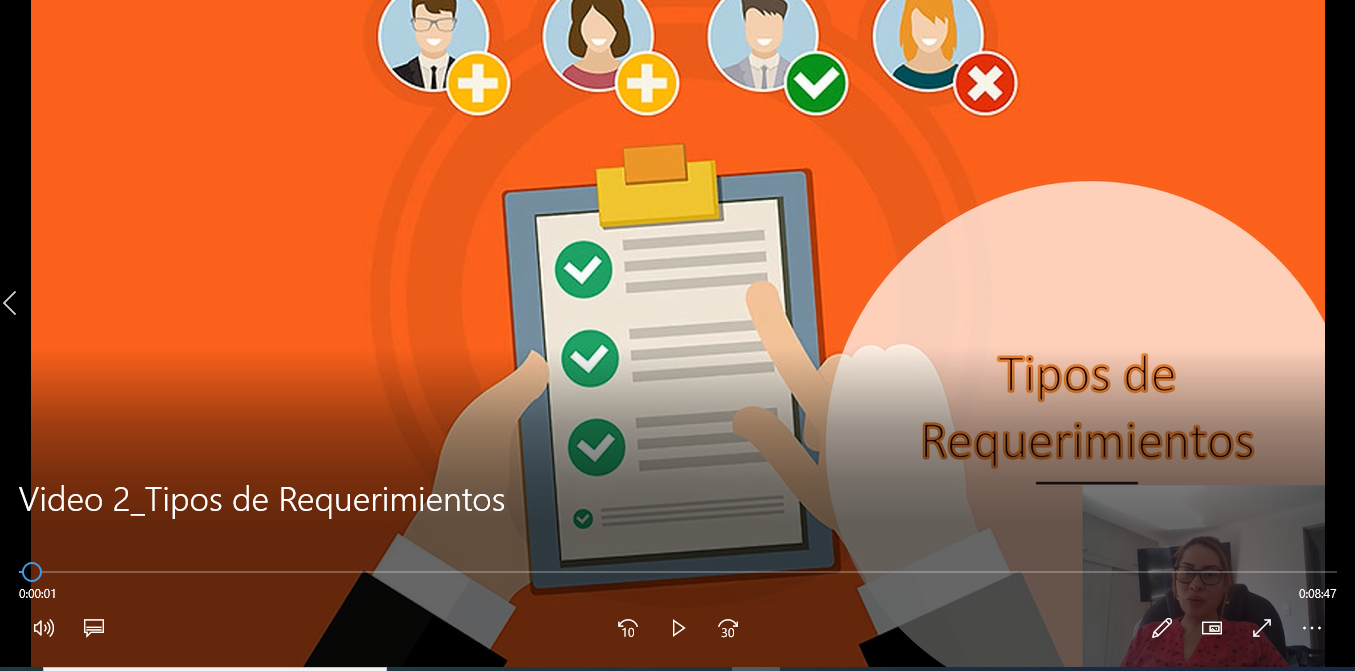 Tipos de
Requerimientos
Video 2_Tipos de Requerimientos
0:00:01
0:08:47
10
30